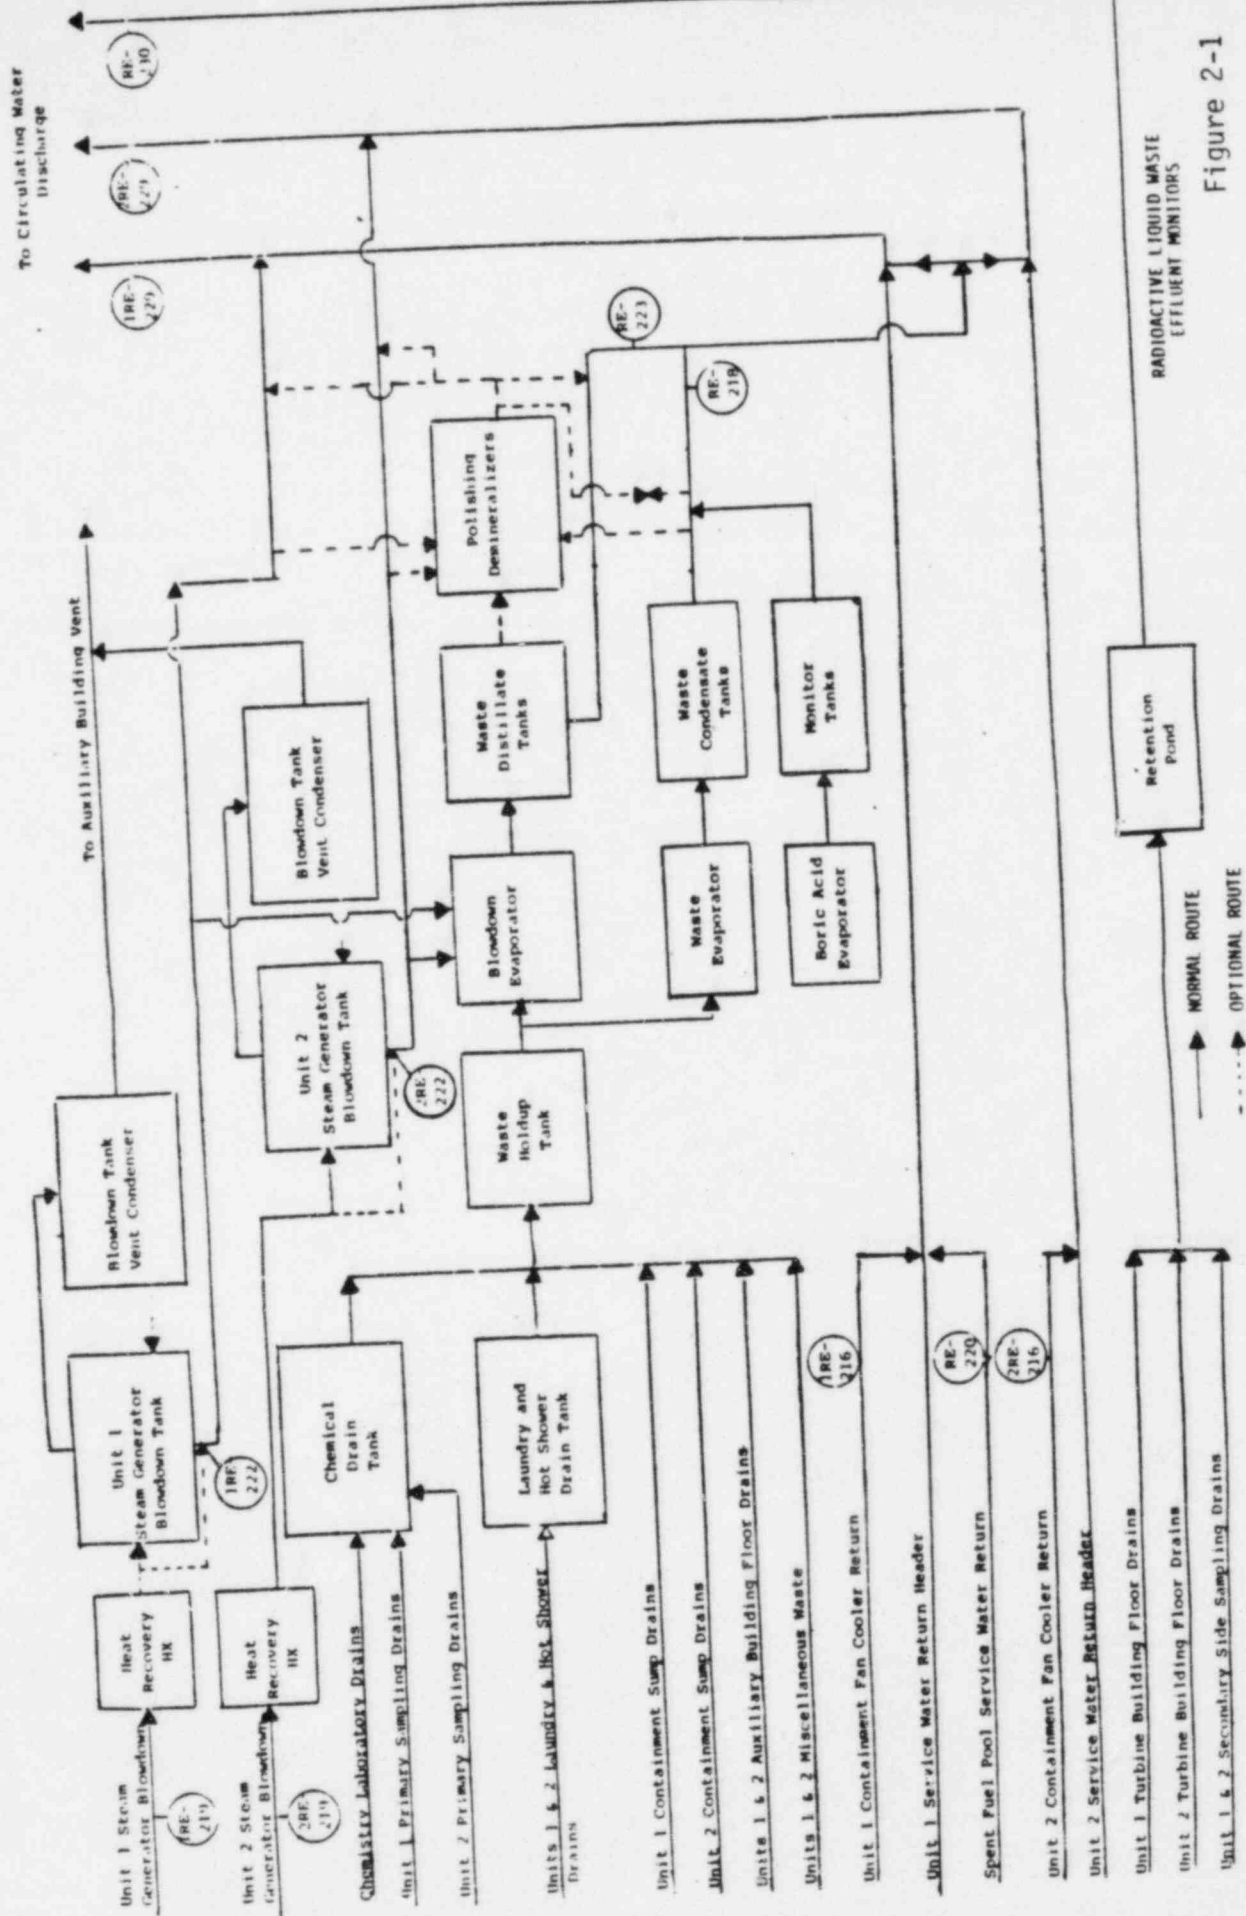 To Circulating Water
Discharge
RE-
230
2RE-
229
1RE-
229
To Auxiliary Building Vent
Blowdown Tank
Vent Condenser
Blowdown Tank
Vent Condenser
Unit 1
Steam Generator
Blowdown Tank
1RE
222
Unit 2
Steam Generator
Blowdown Tank
2RE
222
Heat
Recovery
HX
Heat
Recovery
HX
Unit 1 Steam
Generator Blowdown
1RE-
219
Unit 2 Steam
Generator Blowdown
2RE-
219
Polishing
Demineralizers
RE-
223
RE-
218
Waste
Distillate
Tanks
Blowdown
Evaporator
Waste
Condensate
Tanks
Monitor
Tanks
Waste
Evaporator
Boric Acid
Evaporator
Waste
Holdup
Tank
Chemical
Drain
Tank
Laundry and
Hot Shower
Drain Tank
Chemistry Laboratory Drains
Unit 1 Primary Sampling Drains
Unit 2 Primary Sampling Drains
Units 1 & 2 Laundry & Hot Shower
Drains
Unit 1 Containment Sump Drains
Unit 2 Containment Sump Drains
Units 1 & 2 Auxiliary Building Floor Drains
Units 1 & 2 Miscellaneous Waste
1RE-
216
Unit 1 Containment Fan Cooler Return
Unit 1 Service Water Return Header
RE-
220
Spent Fuel Pool Service Water Return
2RE-
216
Unit 2 Containment Fan Cooler Return
Unit 2 Service Water Return Header
Unit 1 Turbine Building Floor Drains
Unit 2 Turbine Building Floor Drains
Unit 1 & 2 Secondary Side Sampling Drains
Retention
Pond
NORMAL ROUTE
OPTIONAL ROUTE
RADIOACTIVE LIQUID WASTE
EFFLUENT MONITORS
Figure 2-1